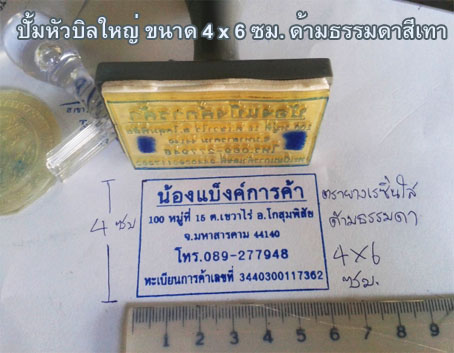 ปั้มหัวบิลใหญ่ ขนาด 4 x 6 ซม. ด้ามธรรมดาสีเทา
น้องแบ็งค์การค้า
100 หมู่ที่ 15 ต.เขวาไร่ อ.โกสุมพิสัย
จ.มหาสารคาม 44140
โทร.089-277948
ทะเบียนการค้าเลขที่ 3440300117362
4 ซม
ตรายางเรซิ่นใส
ด้ามธรรมดา
4x6
ซม.
1 2 3 4 5 6 7 8 9